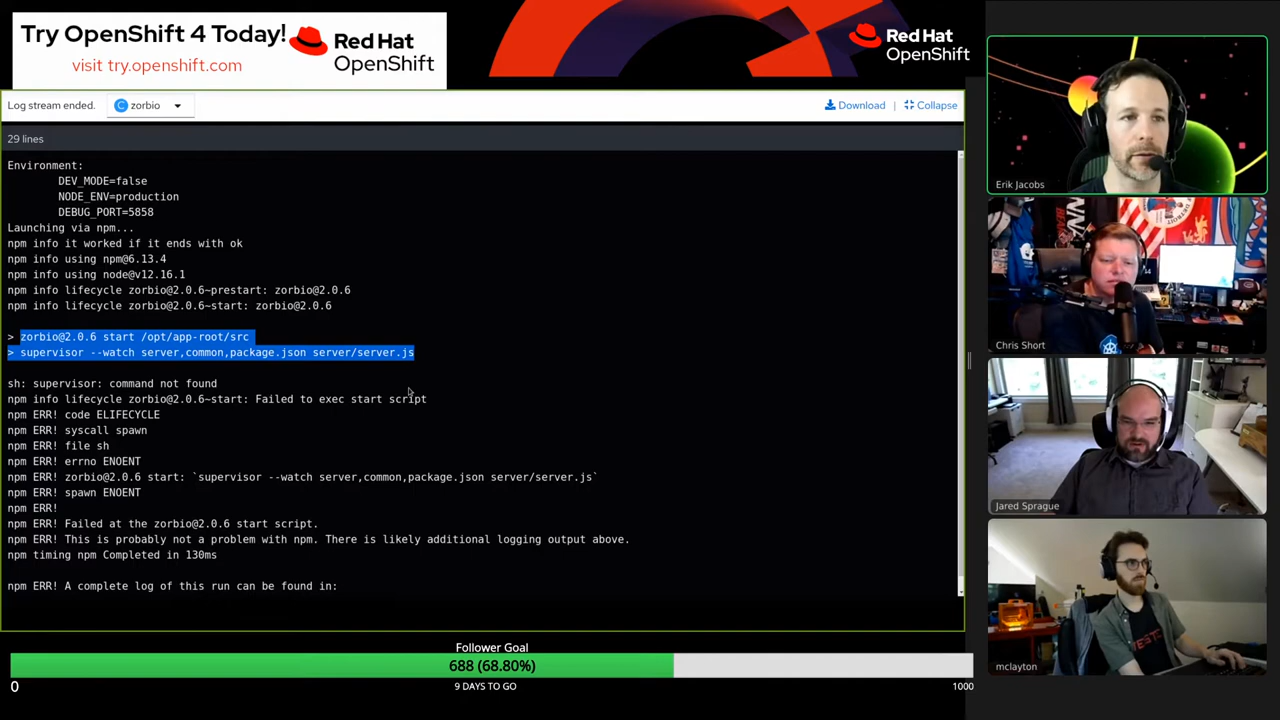 Try OpenShift 4 Today!
visit try.openshift.com
Red Hat
OpenShift
Red Hat
OpenShift
Log stream ended.
C zorbio
Download | Collapse
29 lines
Environment:
DEV_MODE=false
NODE_ENV=production
DEBUG_PORT=5858
Launching via npm...
npm info it worked if it ends with ok
npm info using npm@6.13.4
npm info using node@v12.16.1
npm info lifecycle zorbio@2.0.6~prestart: zorbio@2.0.6
npm info lifecycle zorbio@2.0.6~start: zorbio@2.0.6
> zorbio@2.0.6 start /opt/app-root/src
> supervisor --watch server,common,package.json server/server.js
sh: supervisor: command not found
npm info lifecycle zorbio@2.0.6~start: Failed to exec start script
npm ERR! code ELIFECYCLE
npm ERR! syscall spawn
npm ERR! file sh
npm ERR! errno ENOENT
npm ERR! zorbio@2.0.6 start: `supervisor --watch server,common,package.json server/server.js`
npm ERR! spawn ENOENT
npm ERR!
npm ERR! Failed at the zorbio@2.0.6 start script.
npm ERR! This is probably not a problem with npm. There is likely additional logging output above.
npm timing npm Completed in 130ms
npm ERR! A complete log of this run can be found in:
Follower Goal
688 (68.80%)
0
9 DAYS TO GO
1000
Erik Jacobs
Chris Short
DETROIT
Jared Sprague
mclayton